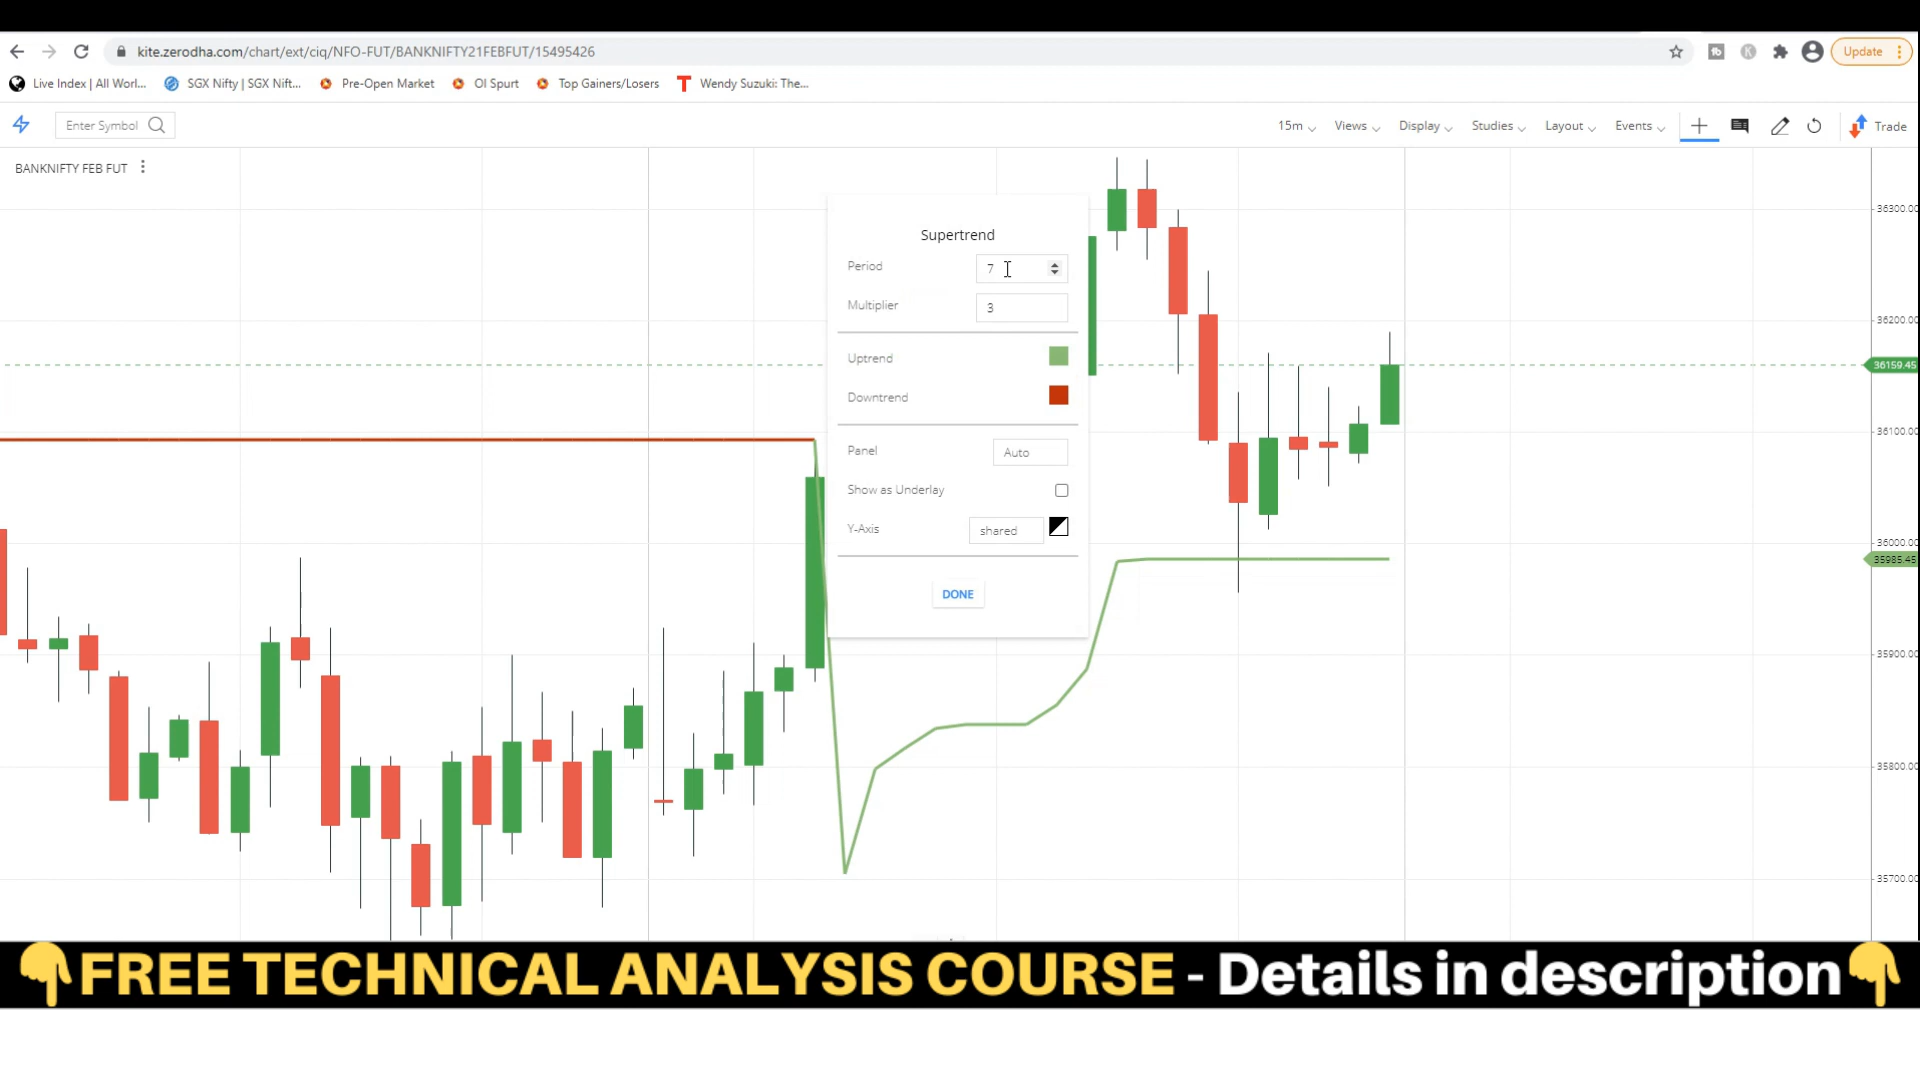 kite.zerodha.com/chart/ext/ciq/NFO-FUT/BANKNIFTY21FEBFUT/15495426
Update
Live Index | All Worl...
SGX Nifty | SGX Nift...
Pre-Open Market
OI Spurt
Top Gainers/Losers
T
Wendy Suzuki: The...
Enter Symbol
15m
Views
Display
Studies
Layout
Events
Trade
BANKNIFTY FEB FUT
Supertrend
Period
7
Multiplier
3
Uptrend
Downtrend
Panel
Auto
Show as Underlay
Y-Axis
shared
DONE
36300.00
36200.00
36159.45
36100.00
36000.00
35985.45
35900.00
35800.00
35700.00
FREE TECHNICAL ANALYSIS COURSE - Details in description